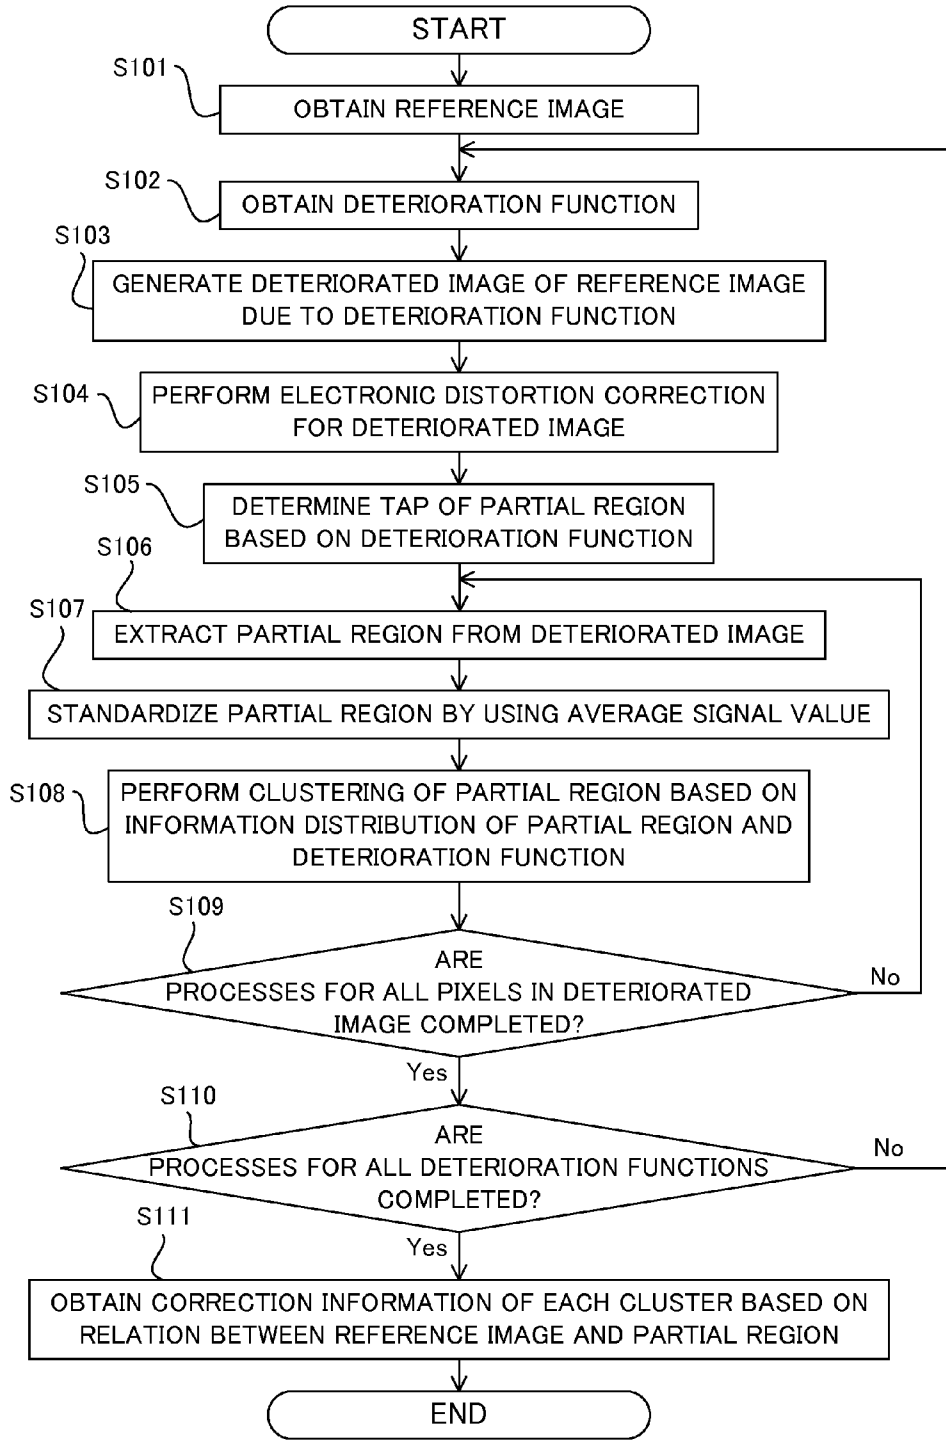 START
S101
OBTAIN REFERENCE IMAGE
S102
OBTAIN DETERIORATION FUNCTION
S103
GENERATE DETERIORATED IMAGE OF REFERENCE IMAGE
DUE TO DETERIORATION FUNCTION
S104
PERFORM ELECTRONIC DISTORTION CORRECTION
FOR DETERIORATED IMAGE
S105
DETERMINE TAP OF PARTIAL REGION
BASED ON DETERIORATION FUNCTION
S106
EXTRACT PARTIAL REGION FROM DETERIORATED IMAGE
S107
STANDARDIZE PARTIAL REGION BY USING AVERAGE SIGNAL VALUE
S108
PERFORM CLUSTERING OF PARTIAL REGION BASED ON
INFORMATION DISTRIBUTION OF PARTIAL REGION AND
DETERIORATION FUNCTION
S109
ARE
PROCESSES FOR ALL PIXELS IN DETERIORATED
IMAGE COMPLETED?
No
Yes
S110
ARE
PROCESSES FOR ALL DETERIORATION FUNCTIONS
COMPLETED?
No
Yes
S111
OBTAIN CORRECTION INFORMATION OF EACH CLUSTER BASED ON
RELATION BETWEEN REFERENCE IMAGE AND PARTIAL REGION
END